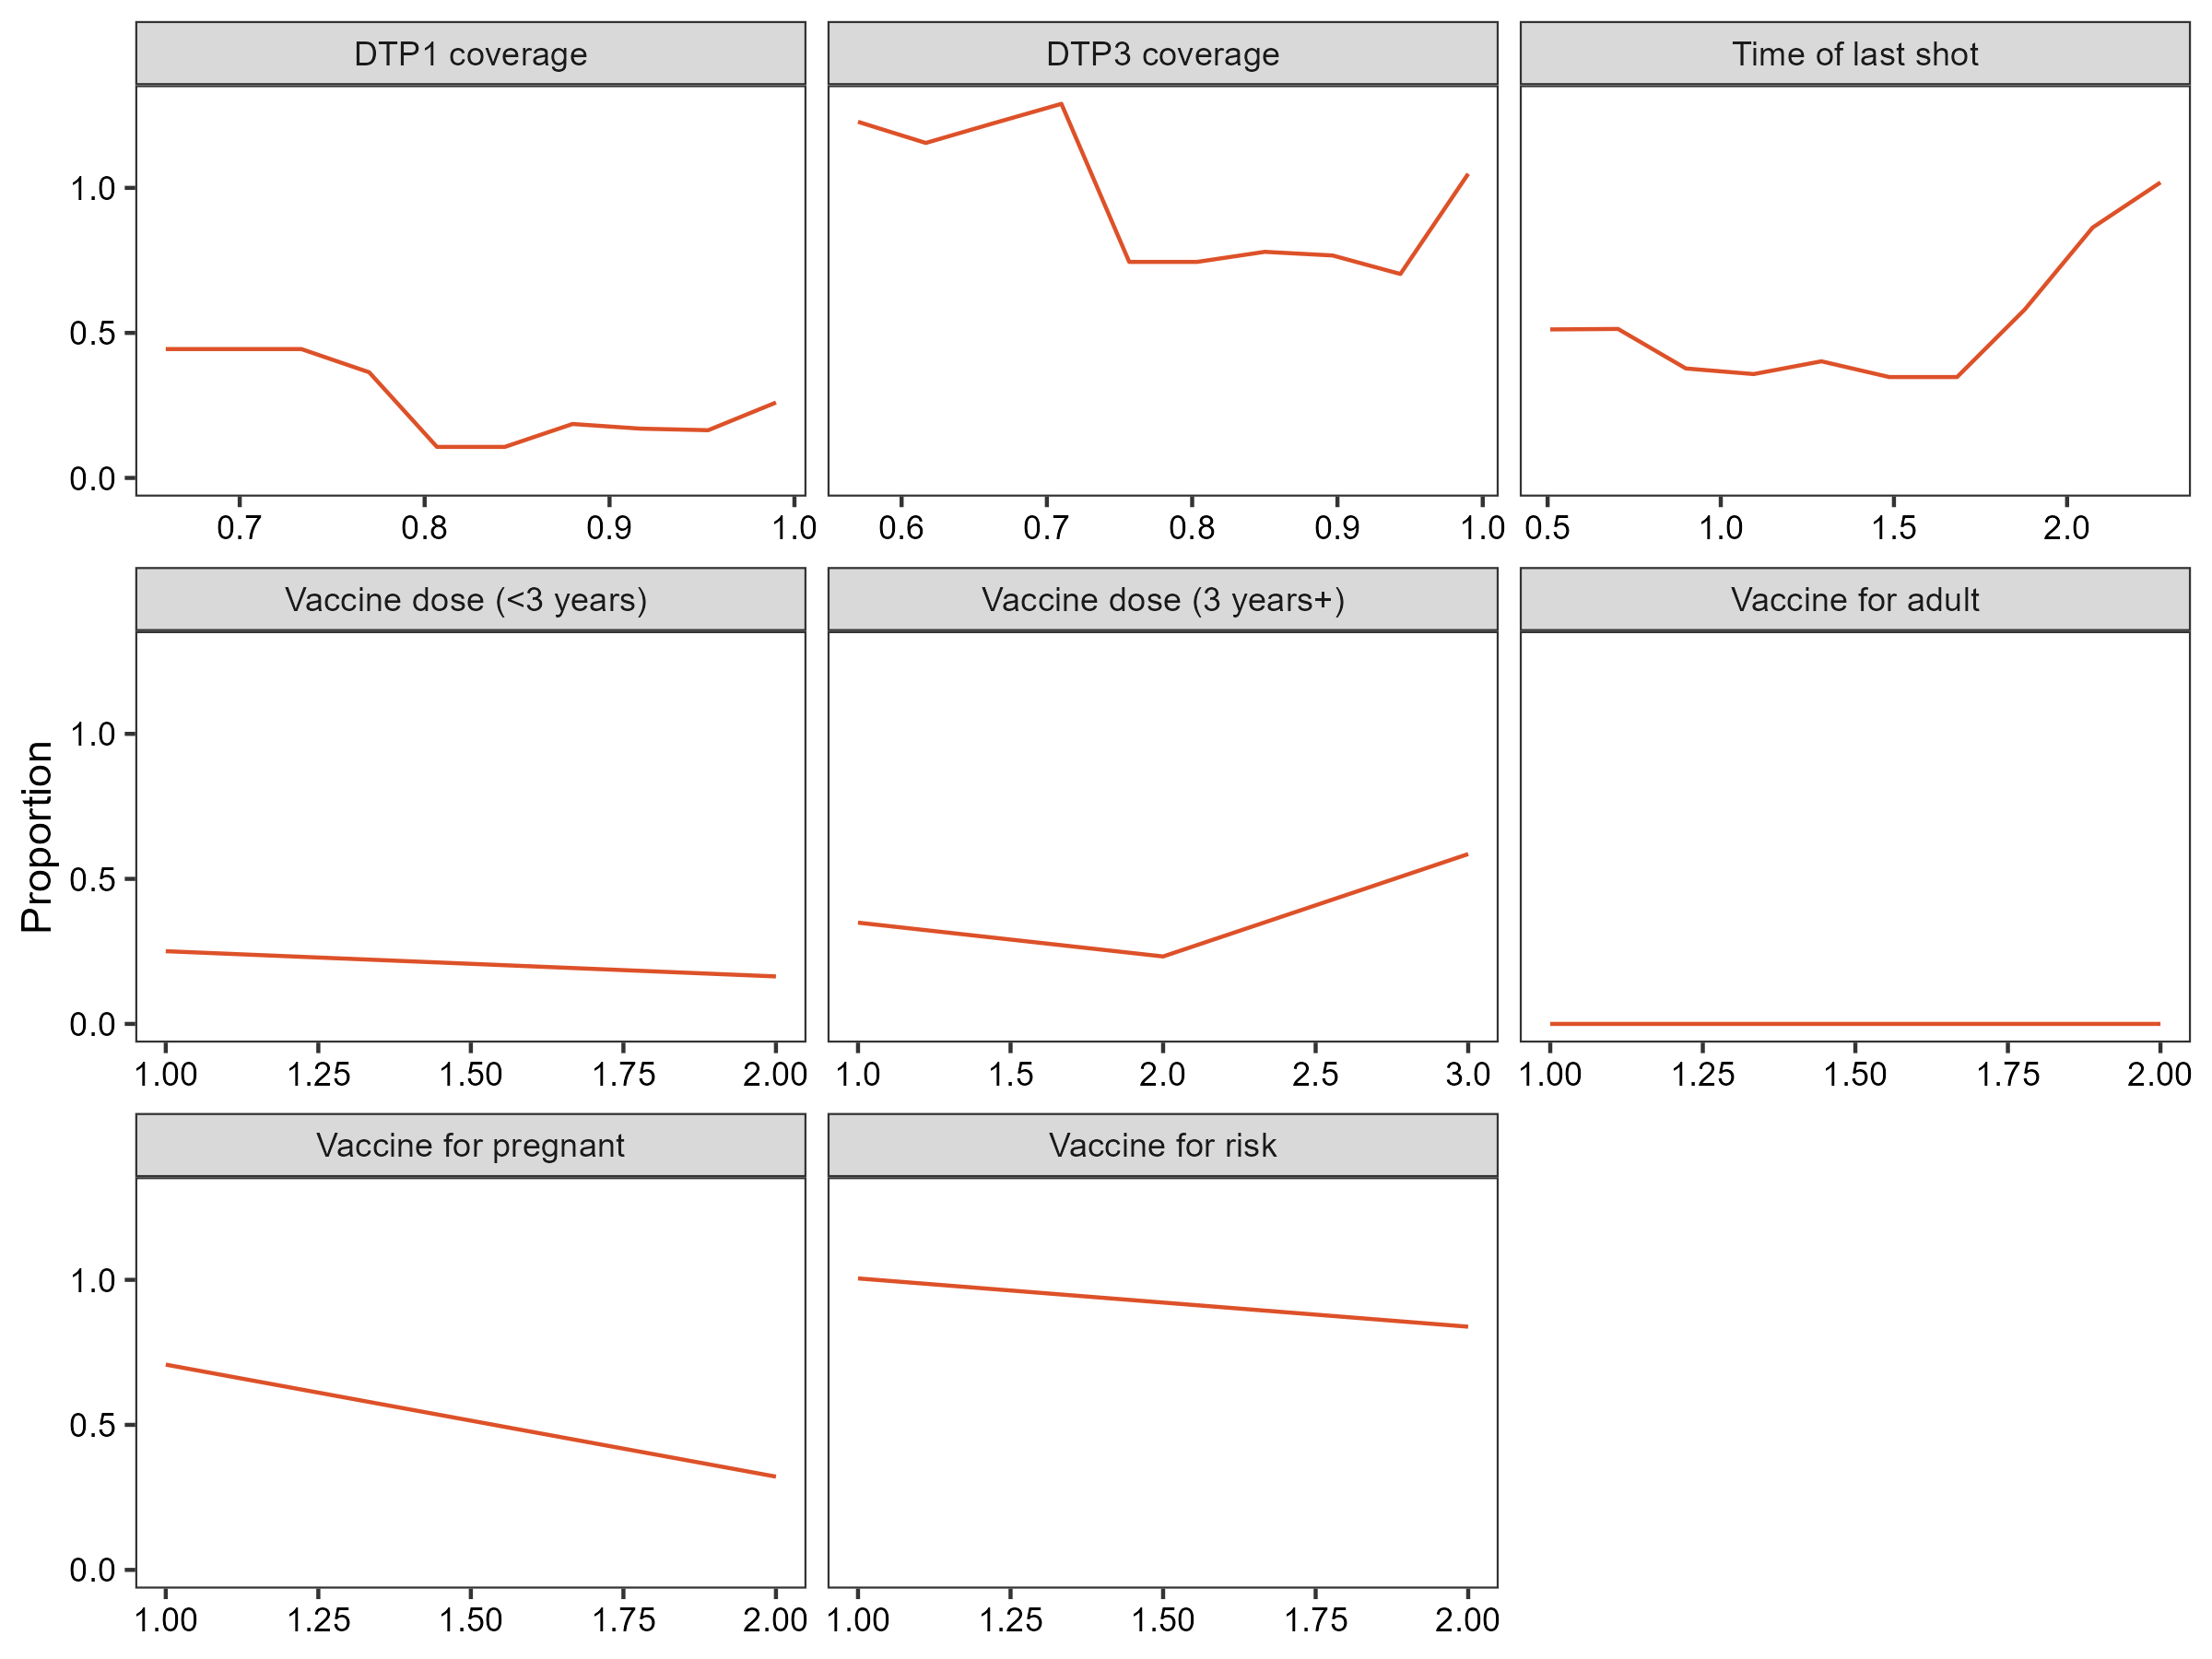 DTP1 coverage
DTP3 coverage
Time of last shot
1.0
0.5
0.0
0.7 0.8 0.9 1.0
0.6 0.7 0.8 0.9 1.0
0.5 1.0 1.5 2.0
Vaccine dose (<3 years)
Vaccine dose (3 years+)
Vaccine for adult
Proportion
1.0
0.5
0.0
1.00 1.25 1.50 1.75 2.00
1.0 1.5 2.0 2.5 3.0
1.00 1.25 1.50 1.75 2.00
Vaccine for pregnant
Vaccine for risk
1.0
0.5
0.0
1.00 1.25 1.50 1.75 2.00
1.00 1.25 1.50 1.75 2.00